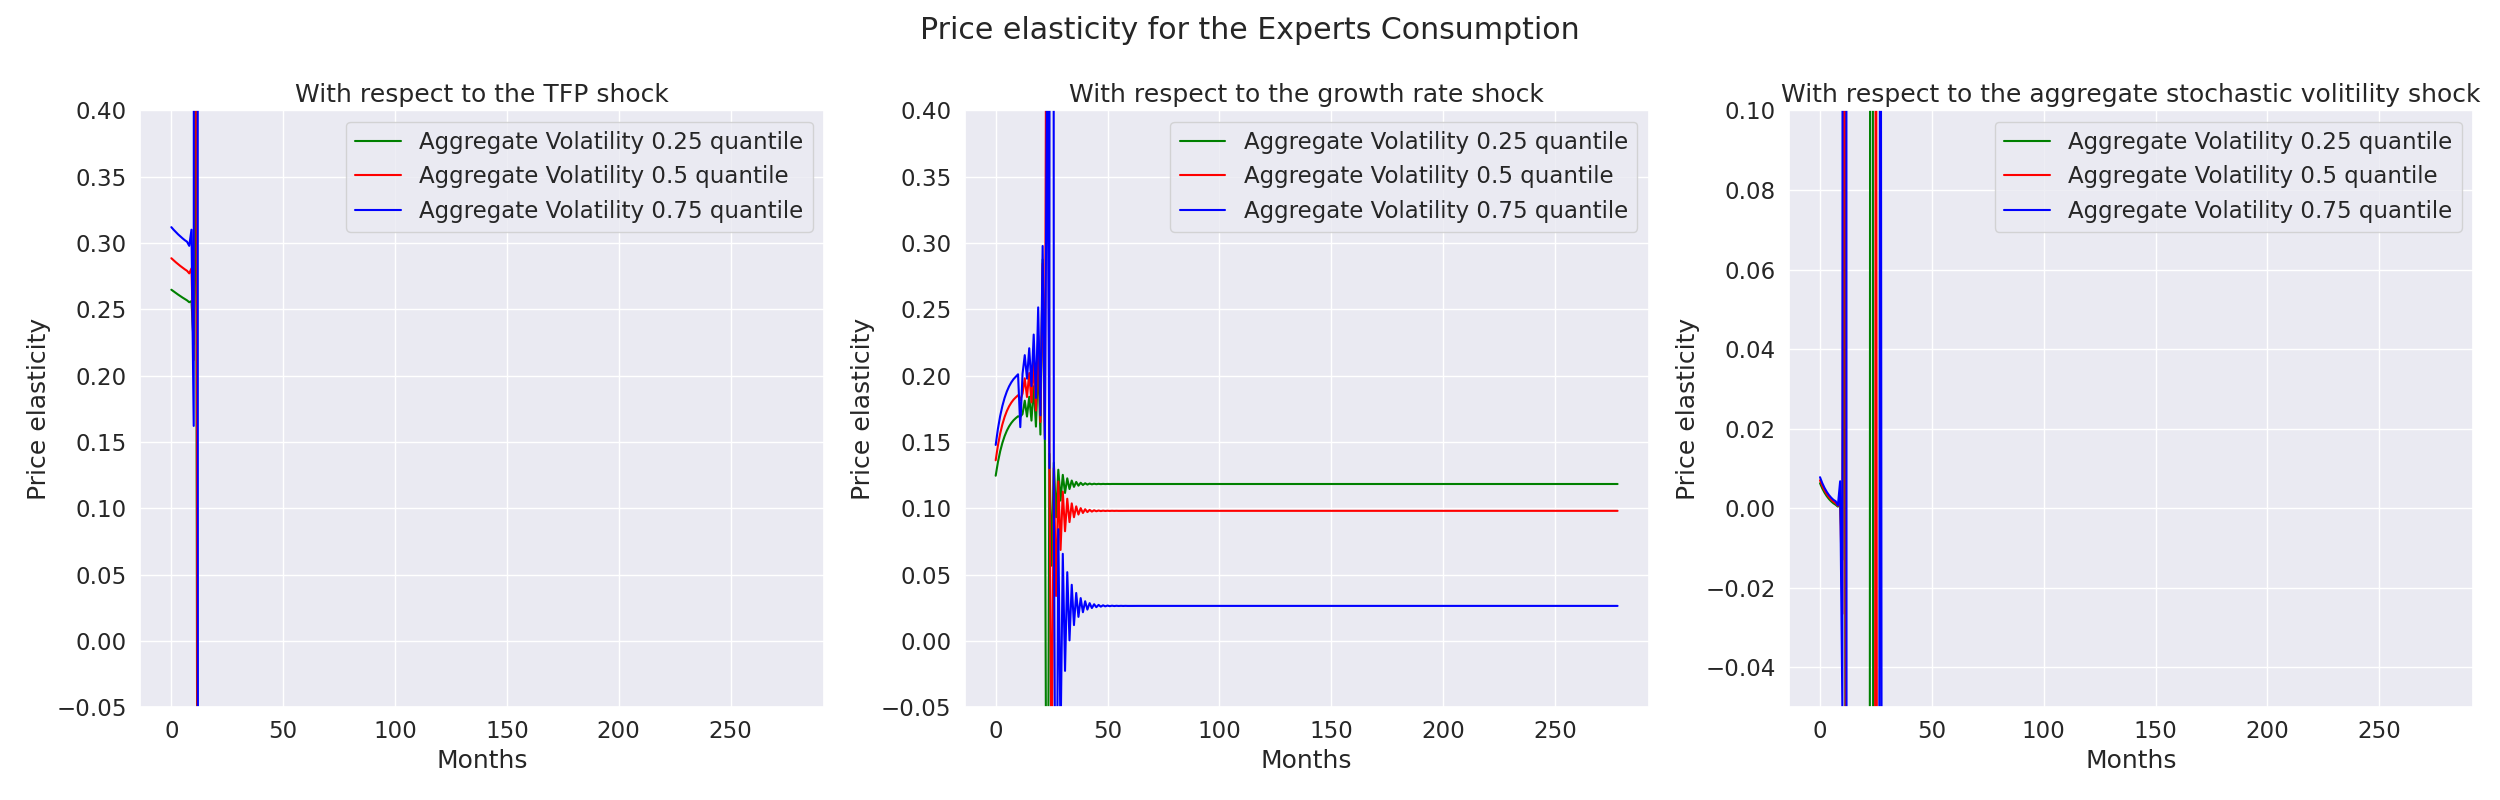 Price elasticity for the Experts Consumption
With respect to the TFP shock
0.40
0.35
0.30
0.25
0.20
0.15
0.10
0.05
0.00
−0.05
Price elasticity
Aggregate Volatility 0.25 quantile
Aggregate Volatility 0.5 quantile
Aggregate Volatility 0.75 quantile
0 50 100 150 200 250
Months
With respect to the growth rate shock
0.40
0.35
0.30
0.25
0.20
0.15
0.10
0.05
0.00
−0.05
Price elasticity
Aggregate Volatility 0.25 quantile
Aggregate Volatility 0.5 quantile
Aggregate Volatility 0.75 quantile
0 50 100 150 200 250
Months
With respect to the aggregate stochastic volitility shock
0.10
0.08
0.06
0.04
0.02
0.00
−0.02
−0.04
Price elasticity
Aggregate Volatility 0.25 quantile
Aggregate Volatility 0.5 quantile
Aggregate Volatility 0.75 quantile
0 50 100 150 200 250
Months